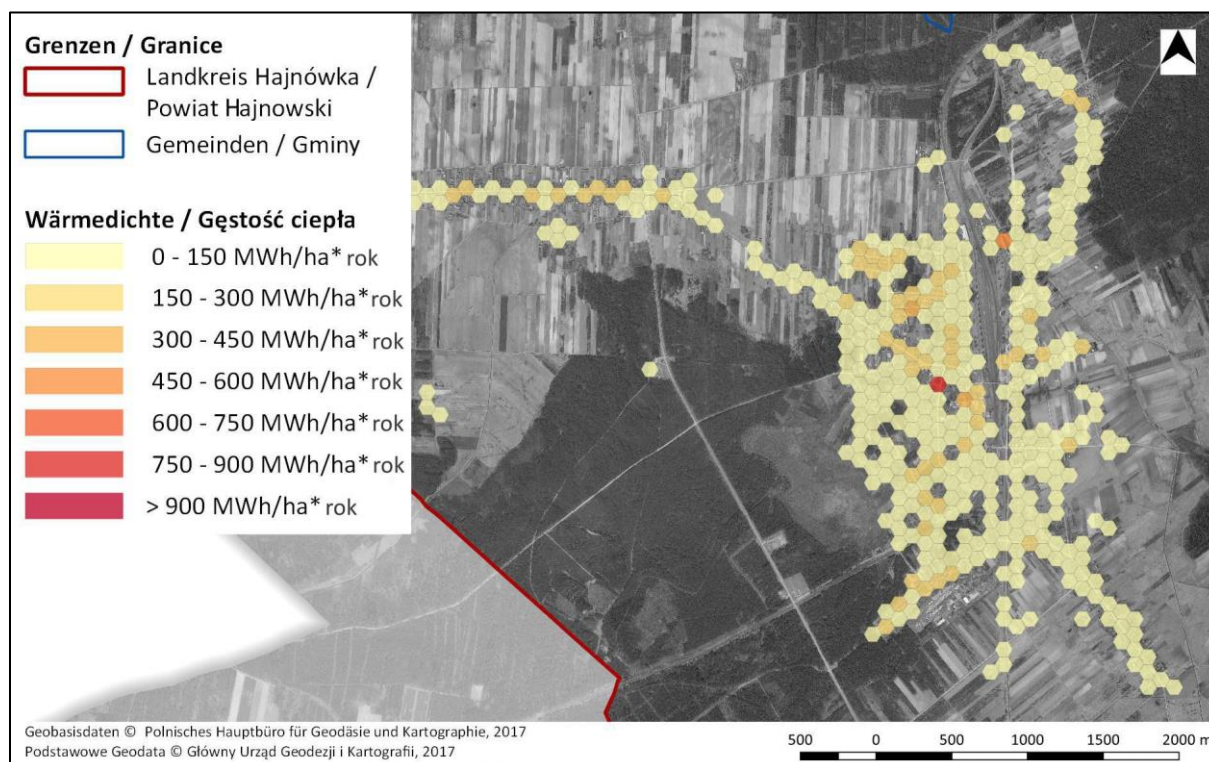 Grenzen / Granice
Landkreis Hajnówka /
Powiat Hajnowski
Gemeinden / Gminy
Wärmedichte / Gęstość ciepła
0 - 150 MWh/ha* rok
150 - 300 MWh/ha* rok
300 - 450 MWh/ha* rok
450 - 600 MWh/ha* rok
600 - 750 MWh/ha* rok
750 - 900 MWh/ha* rok
> 900 MWh/ha* rok
Geobasisdaten © Polnisches Hauptbüro für Geodäsie und Kartographie, 2017
Podstawowe Geodata © Główny Urząd Geodezji i Kartografii, 2017
500 0 500 1000 1500 2000 m